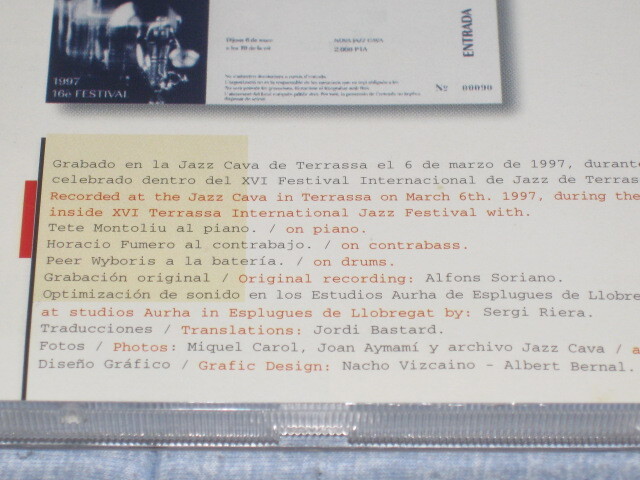 1997
16e FESTIVAL
2.000 PTA
ENTRADA
Nº 00090
Grabado en la Jazz Cava de Terrassa el 6 de marzo de 1997, durant
celebrado dentro del XVI Festival Internacional de Jazz de Terras
Recorded at the Jazz Cava in Terrassa on March 6th. 1997, during the
inside XVI Terrassa International Jazz Festival with.
Tete Montoliu al piano. / on piano.
Horacio Fumero al contrabajo. / on contrabass.
Peer Wyboris a la batería. / on drums.
Grabación original / Original recording: Alfons Soriano.
Optimización de sonido en los Estudios Aurha de Esplugues de Llobre
at studios Aurha in Esplugues de Llobregat by: Sergi Riera.
Traducciones / Translations: Jordi Bastard.
Fotos / Photos: Miquel Carol, Joan Aymamí y archivo Jazz Cava / a
Diseño Gráfico / Grafic Design: Nacho Vizcaino - Albert Bernal.